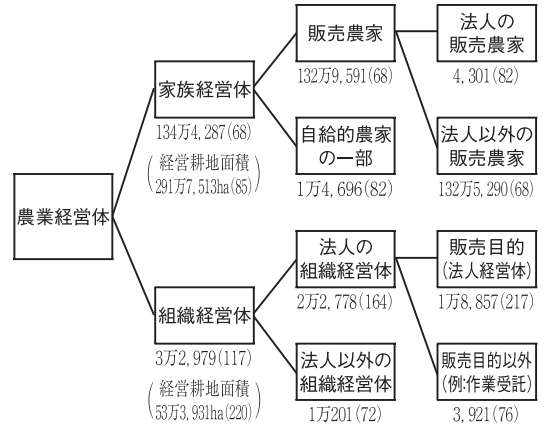 農業経営体
家族経営体
134万4,287(68)
(経営耕地面積
291万7,513ha(85))
販売農家
132万9,591(68)
法人の
販売農家
4,301(82)
法人以外の
販売農家
132万5,290(68)
自給的農家
の一部
1万4,696(82)
組織経営体
3万2,979(117)
(経営耕地面積
53万3,931ha(220))
法人の
組織経営体
2万2,778(164)
販売目的
(法人経営体)
1万8,857(217)
販売目的以外
(例:作業受託)
3,921(76)
法人以外の
組織経営体
1万201(72)